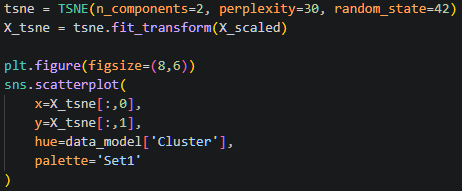 tsne = TSNE(n_components=2, perplexity=30, random_state=42)
X_tsne = tsne.fit_transform(X_scaled)

plt.figure(figsize=(8,6))
sns.scatterplot(
    x=X_tsne[:,0],
    y=X_tsne[:,1],
    hue=data_model['Cluster'],
    palette='Set1'
)